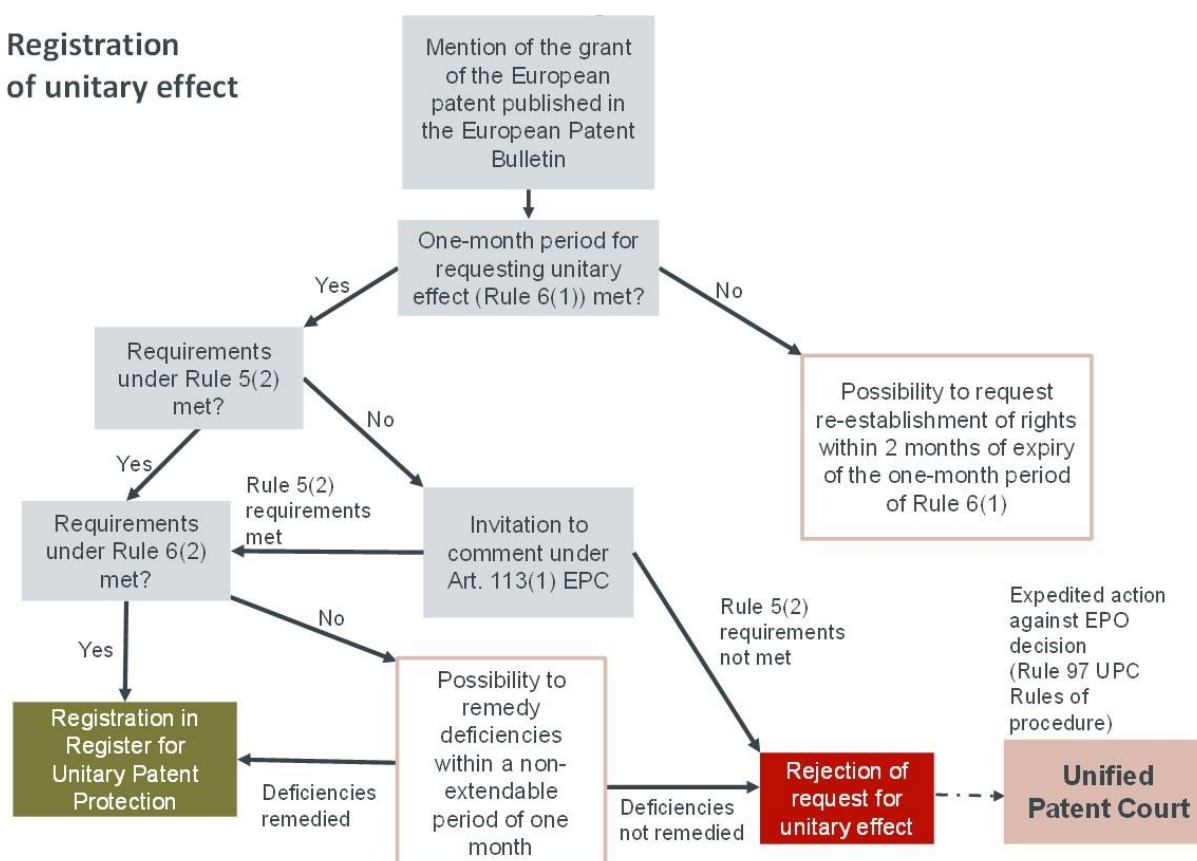 Registration
of unitary effect
Mention of the grant
of the European
patent published in
the European Patent
Bulletin
One-month period for
requesting unitary
effect (Rule 6(1)) met?
Yes
No
Requirements
under Rule 5(2)
met?
Possibility to request
re-establishment of rights
within 2 months of expiry
of the one-month period
of Rule 6(1)
No
Yes
Rule 5(2)
requirements
met
Requirements
under Rule 6(2)
met?
Invitation to
comment under
Art. 113(1) EPC
Expedited action
against EPO
decision
(Rule 97 UPC
Rules of
procedure)
Rule 5(2)
requirements
not met
No
Yes
Possibility to
remedy
deficiencies
within a non-
extendable
period of one
month
Registration in
Register for
Unitary Patent
Protection
Deficiencies
remedied
Deficiencies
not remedied
Rejection of
request for
unitary effect
Unified
Patent Court